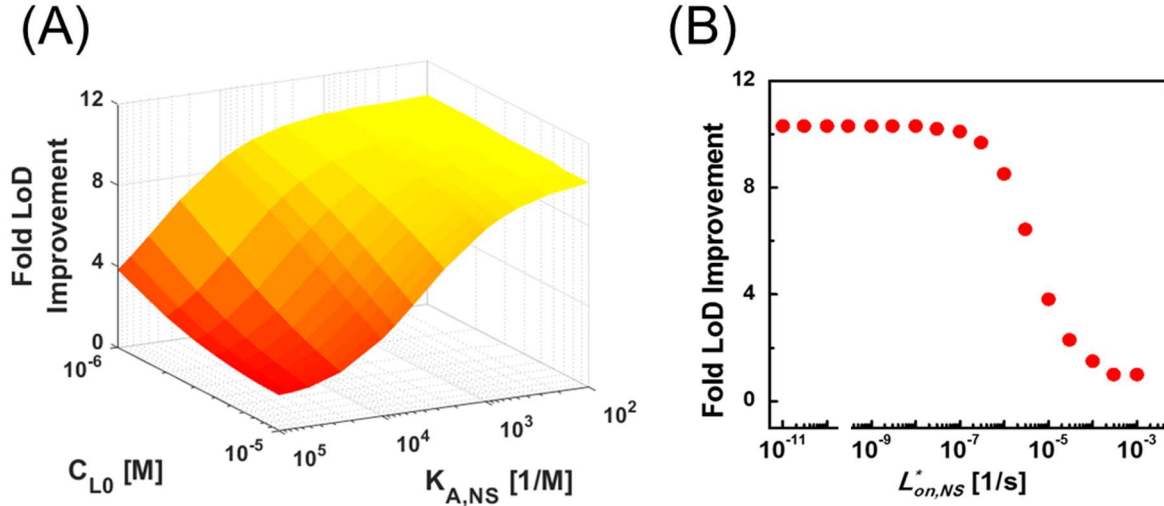 (A)
12
8
4
0
Fold LoD
Improvement
10^-6
10^-5
C_L0 [M]
10^5
10^4
10^3
10^2
K_A,NS [1/M]
(B)
12
8
4
0
Fold LoD Improvement
10^-11
10^-9
10^-7
10^-5
10^-3
L^*_on,NS [1/s]